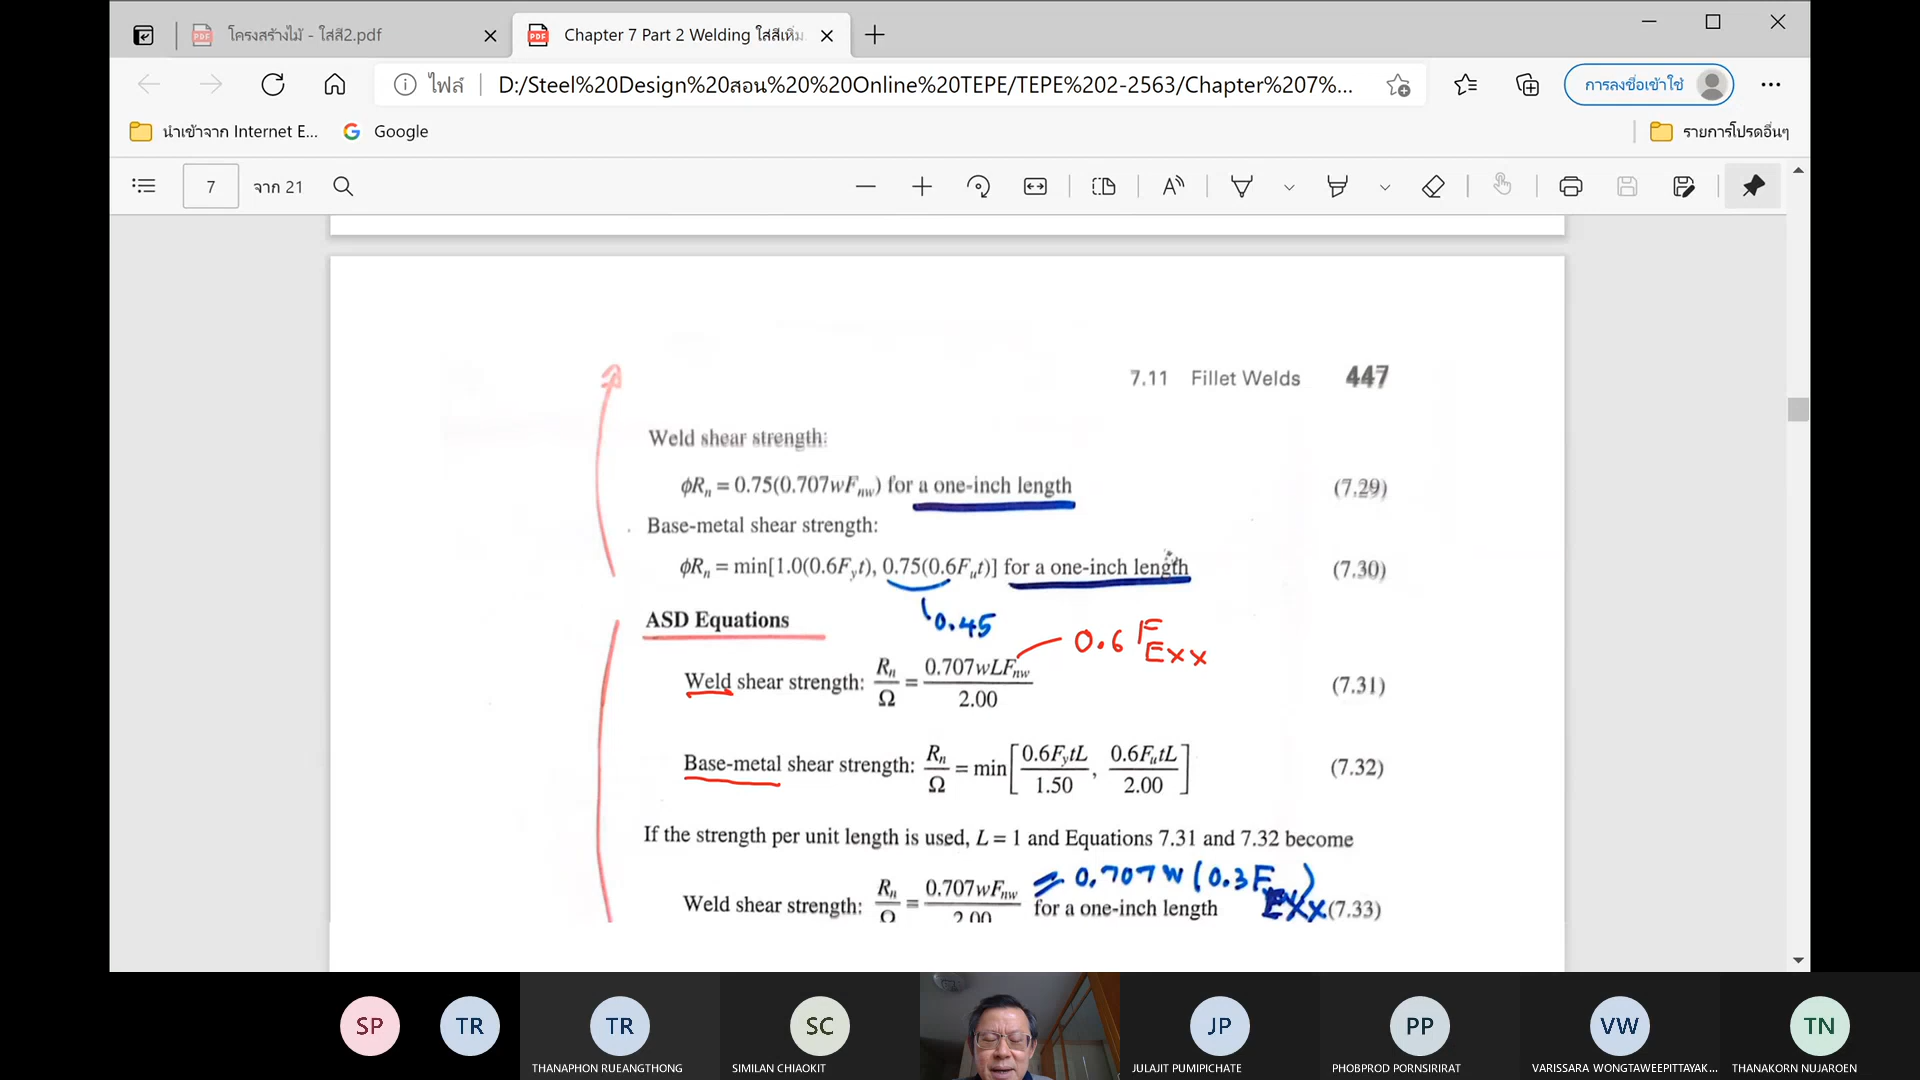 โครงสร้างไม้ - ใส่สี2.pdf
Chapter 7 Part 2 Welding ใส่สีเพิ่ม
ไฟล์
D:/Steel%20Design%20สอน%20%20Online%20TEPE/TEPE%202-2563/Chapter%207%...
การลงชื่อเข้าใช้
นำเข้าจาก Internet E...
Google
รายการโปรดอื่นๆ
7 จาก 21
7.11 Fillet Welds 447
Weld shear strength:
ϕRₙ = 0.75(0.707wFₙw) for a one-inch length (7.29)
Base-metal shear strength:
ϕRₙ = min[1.0(0.6F_yt), 0.75(0.6F_ut)] for a one-inch length (7.30)
0.45
ASD Equations
0.6 F_EXX
Weld shear strength: Rₙ/Ω = 0.707wLFₙw/2.00 (7.31)
Base-metal shear strength: Rₙ/Ω = min[0.6F_ytL/1.50, 0.6F_utL/2.00] (7.32)
If the strength per unit length is used, L = 1 and Equations 7.31 and 7.32 become
= 0.707 w (0.3 F_EXX)
Weld shear strength: Rₙ/Ω = 0.707wFₙw/2.00 for a one-inch length (7.33)
SP
TR
TR
SC
JP
PP
VW
TN
THANAPHON RUEANGTHONG
SIMILAN CHIAOKIT
JULAJIT PUMIPICHATE
PHOBPROD PORNSIRIRAT
VARISSARA WONGTAWEEPITTAYAK...
THANAKORN NUJAROEN